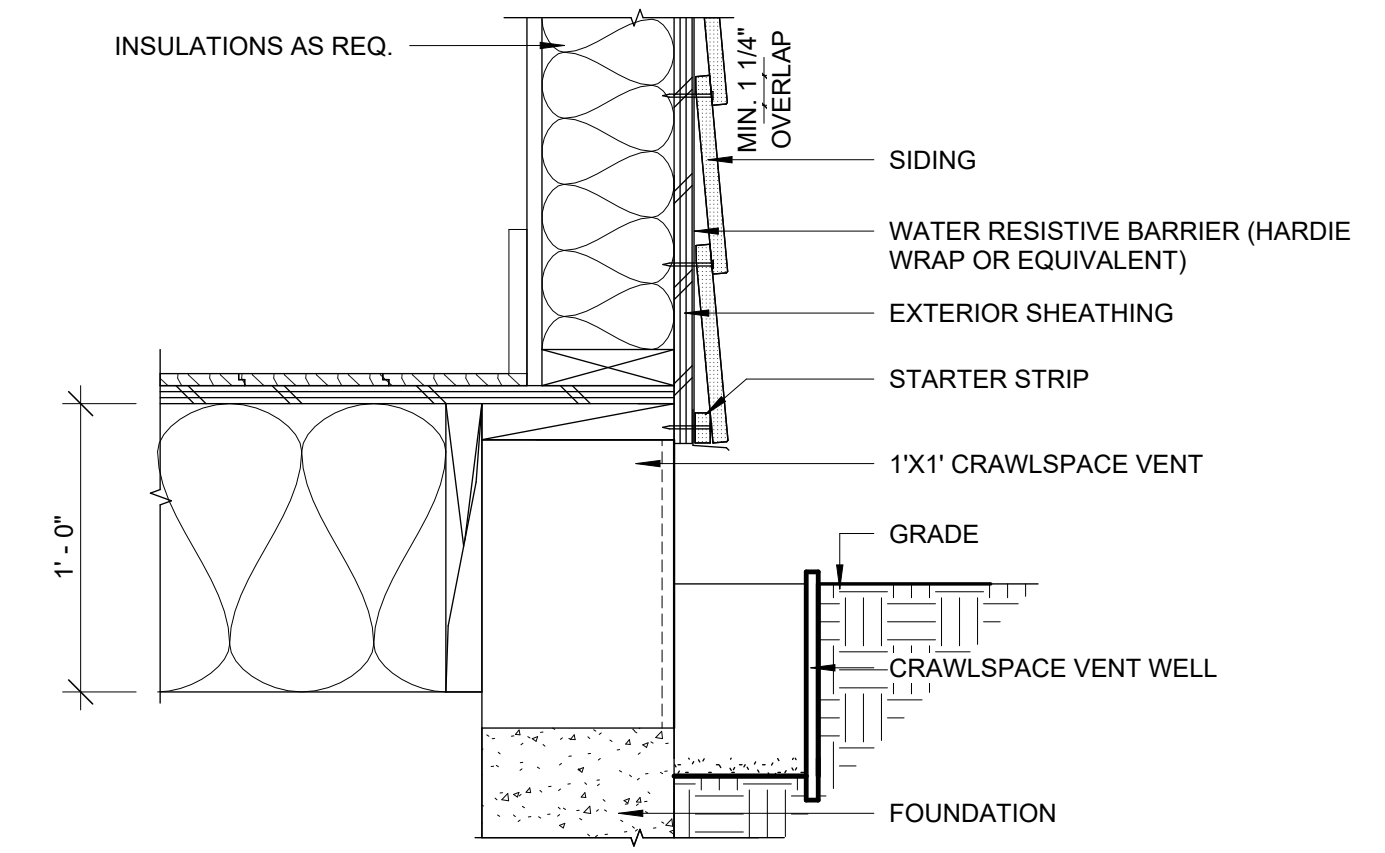 INSULATIONS AS REQ.
MIN. 1 1/4"
OVERLAP
SIDING
WATER RESISTIVE BARRIER (HARDIE
WRAP OR EQUIVALENT)
EXTERIOR SHEATHING
STARTER STRIP
1'X1' CRAWLSPACE VENT
1' - 0"
GRADE
CRAWLSPACE VENT WELL
FOUNDATION